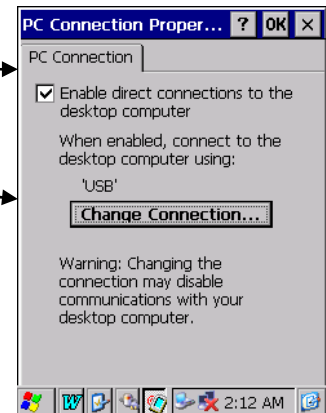 PC Connection Proper... ? OK ×
PC Connection
Enable direct connections to the
desktop computer
When enabled, connect to the
desktop computer using:
'USB'
Change Connection...
Warning: Changing the
connection may disable
communications with your
desktop computer.
W 2:12 AM